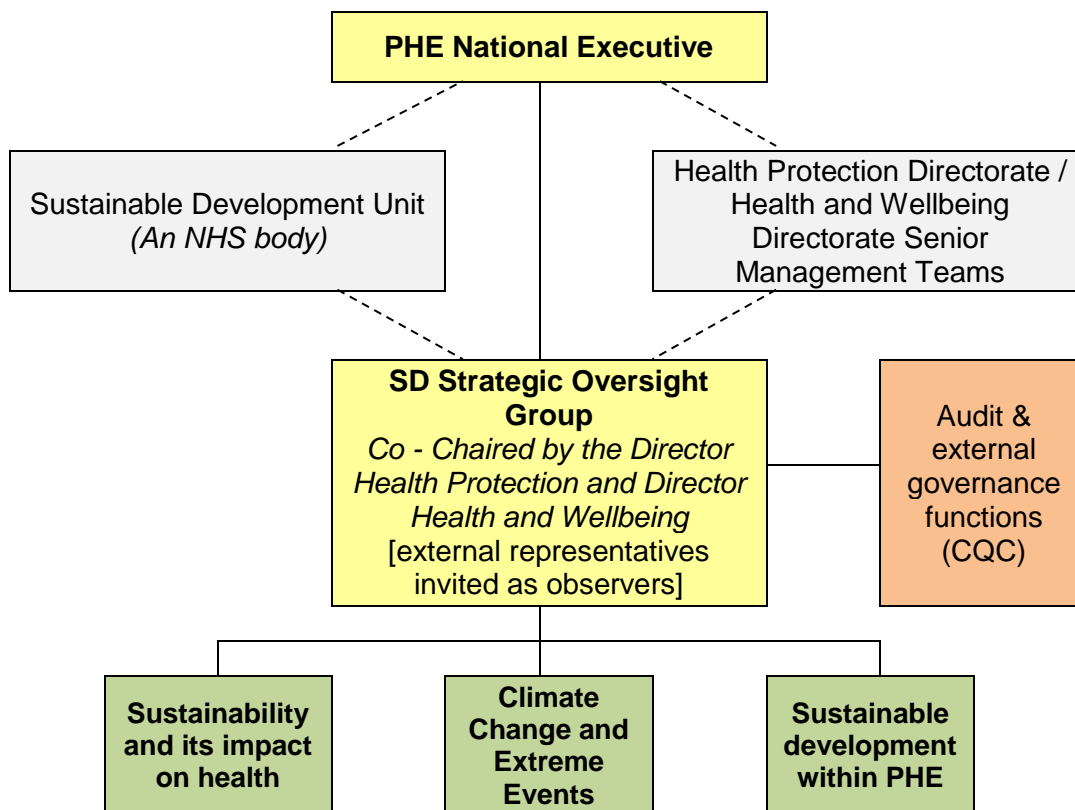 PHE National Executive
Sustainable Development Unit
(An NHS body)
Health Protection Directorate /
Health and Wellbeing
Directorate Senior
Management Teams
SD Strategic Oversight
Group
Co - Chaired by the Director
Health Protection and Director
Health and Wellbeing
[external representatives
invited as observers]
Audit &
external
governance
functions
(CQC)
Sustainability
and its impact
on health
Climate
Change and
Extreme
Events
Sustainable
development
within PHE